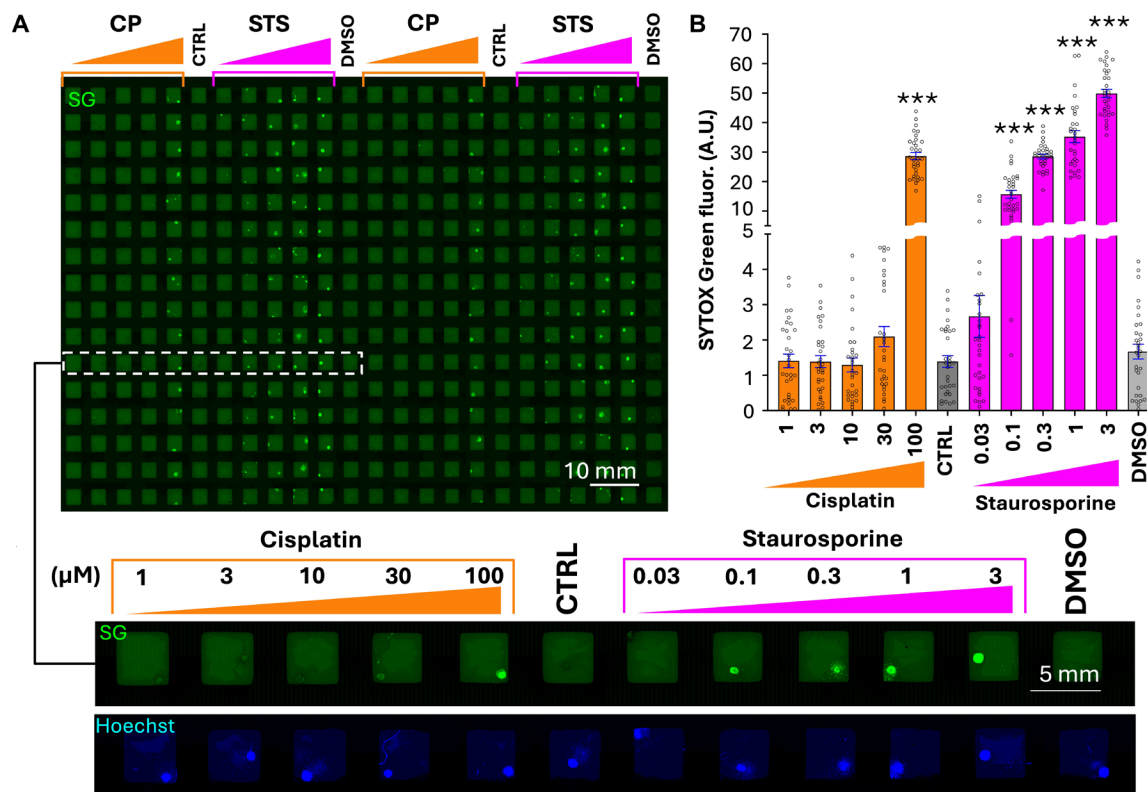 A
CP STS CP STS
CTRL DMSO CTRL DMSO
SG
10 mm
B
SYTOX Green fluor. (A.U.)
70
60
50
40
30
20
10
5
4
3
2
1
0
*** *** *** *** ***
1 3 10 30 100 CTRL 0.03 0.1 0.3 1 3 DMSO
Cisplatin Staurosporine
Cisplatin Staurosporine
(µM) 1 3 10 30 100 CTRL 0.03 0.1 0.3 1 3 DMSO
SG
5 mm
Hoechst